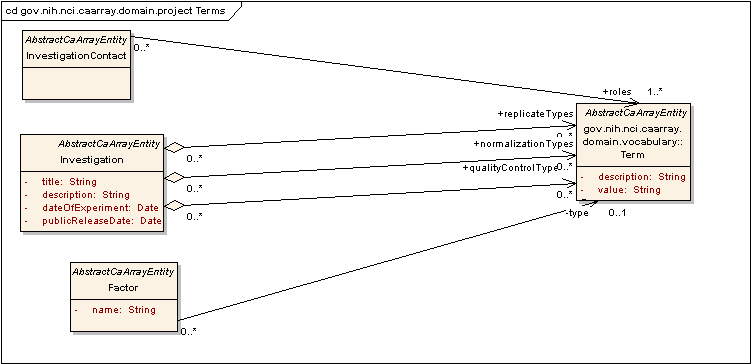 cd gov.nih.nci.caarray.domain.project Terms
AbstractCaArrayEntity
InvestigationContact
0..*
+roles
1..*
AbstractCaArrayEntity
gov.nih.nci.caarray.
domain.vocabulary::
Term
- description: String
- value: String
+replicateTypes
0..*
0..*
+normalizationTypes
0..*
0..*
+qualityControlType
0..*
0..*
AbstractCaArrayEntity
Investigation
- title: String
- description: String
- dateOfExperiment: Date
- publicReleaseDate: Date
-type
0..1
AbstractCaArrayEntity
Factor
- name: String
0..*